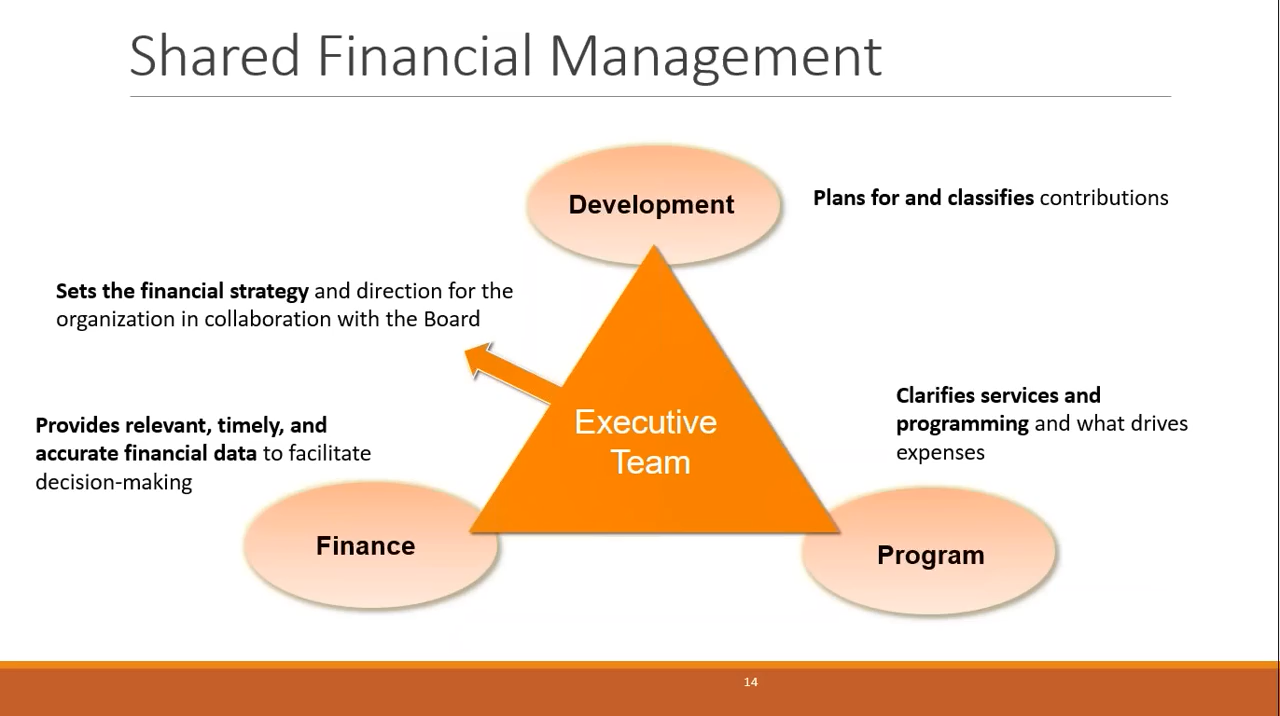 Shared Financial Management
Development
Plans for and classifies contributions
Sets the financial strategy and direction for the
organization in collaboration with the Board
Executive
Team
Clarifies services and
programming and what drives
expenses
Provides relevant, timely, and
accurate financial data to facilitate
decision-making
Finance
Program
14